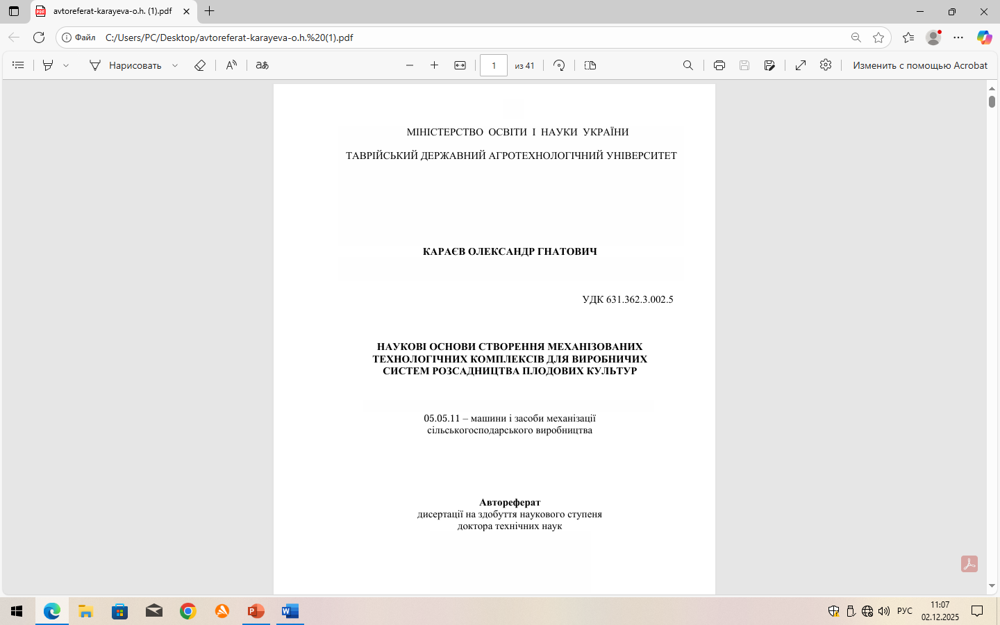 avtoreferat-karayeva-o.h. (1).pdf
Файл C:/Users/PC/Desktop/avtoreferat-karayeva-o.h.%20(1).pdf
Нарисовать
1 из 41
Изменить с помощью Acrobat
МІНІСТЕРСТВО ОСВІТИ І НАУКИ УКРАЇНИ
ТАВРІЙСЬКИЙ ДЕРЖАВНИЙ АГРОТЕХНОЛОГІЧНИЙ УНІВЕРСИТЕТ
КАРАЄВ ОЛЕКСАНДР ГНАТОВИЧ
УДК 631.362.3.002.5
НАУКОВІ ОСНОВИ СТВОРЕННЯ МЕХАНІЗОВАНИХ
ТЕХНОЛОГІЧНИХ КОМПЛЕКСІВ ДЛЯ ВИРОБНИЧИХ
СИСТЕМ РОЗСАДНИЦТВА ПЛОДОВИХ КУЛЬТУР
05.05.11 – машини і засоби механізації
сільськогосподарського виробництва
Автореферат
дисертації на здобуття наукового ступеня
доктора технічних наук
РУС
11:07
02.12.2025